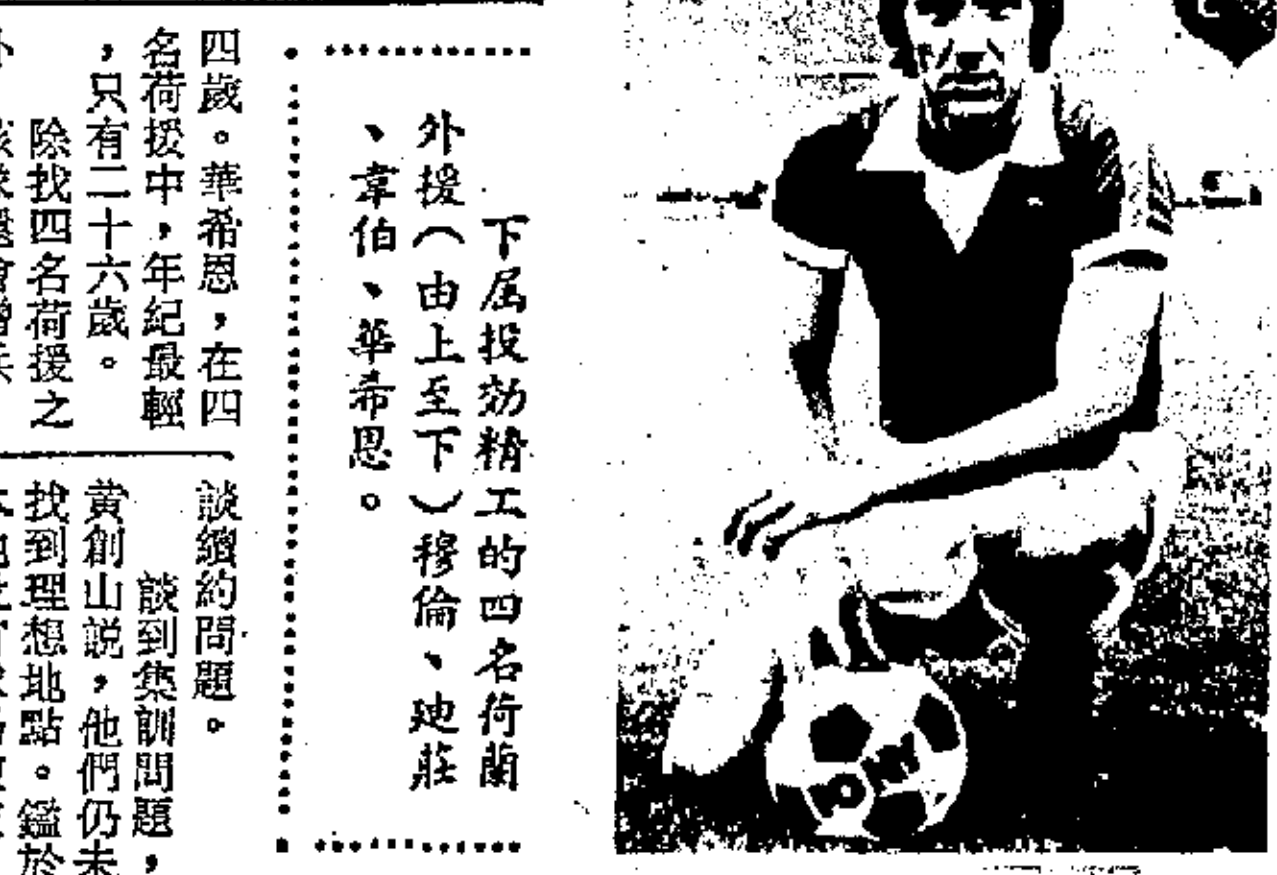 下屆投効精工的四名荷蘭
外援（由上至下）穆倫、廸莊
、韋伯、華希恩。
四歲。華希恩，在四
名荷援中，年紀最輕
，只有二十六歲。
除找四名荷援之
談續約問題。
談到集訓問題，
黃創山說，他們仍未
找到理想地點。鑑於